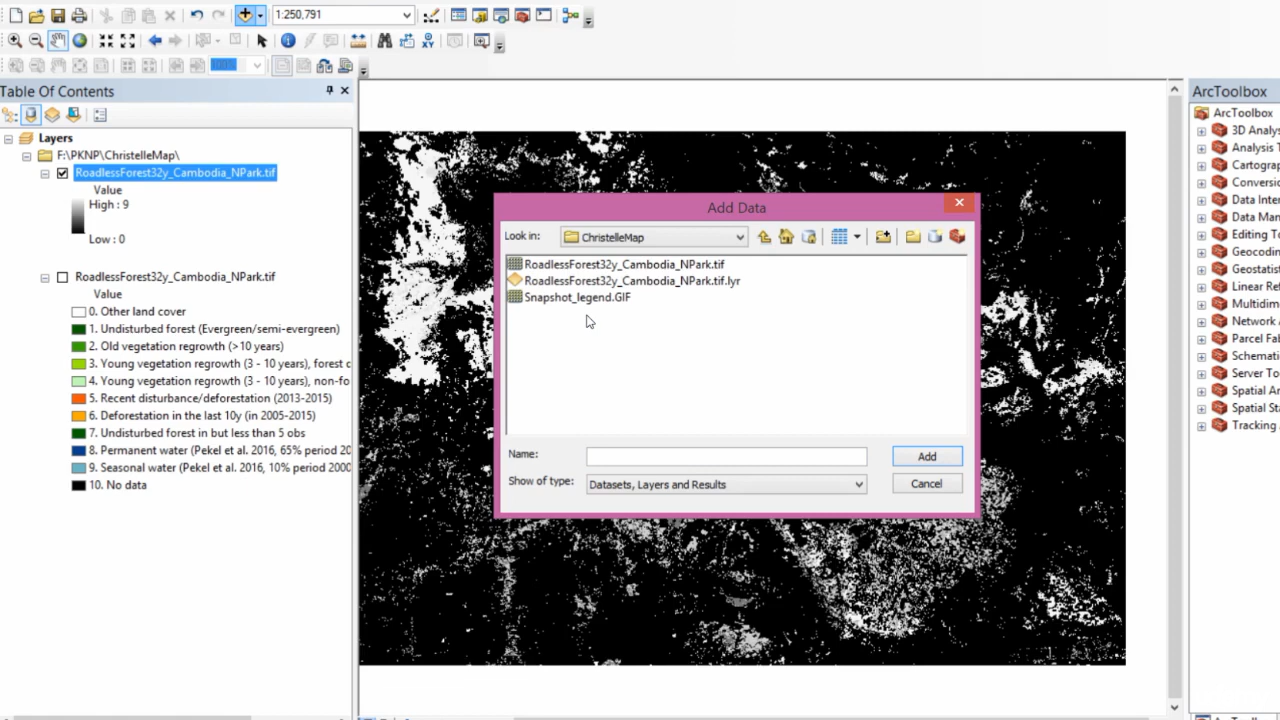 1:250,791
100%
Table Of Contents
Layers
F:\PKNP\ChristelleMap\
RoadlessForest32y_Cambodia_NPark.tif
Value
High : 9
Low : 0
RoadlessForest32y_Cambodia_NPark.tif
Value
0. Other land cover
1. Undisturbed forest (Evergreen/semi-evergreen)
2. Old vegetation regrowth (>10 years)
3. Young vegetation regrowth (3 - 10 years), forest c
4. Young vegetation regrowth (3 - 10 years), non-fo
5. Recent disturbance/deforestation (2013-2015)
6. Deforestation in the last 10y (in 2005-2015)
7. Undisturbed forest in but less than 5 obs
8. Permanent water (Pekel et al. 2016, 65% period 20
9. Seasonal water (Pekel et al. 2016, 10% period 2000
10. No data
Add Data
Look in: ChristelleMap
RoadlessForest32y_Cambodia_NPark.tif
RoadlessForest32y_Cambodia_NPark.tif.lyr
Snapshot_legend.GIF
Name:
Add
Show of type: Datasets, Layers and Results
Cancel
ArcToolbox
ArcToolbox
3D Analys
Analysis T
Cartograp
Conversio
Data Inter
Data Man
Editing To
Geocodin
Geostatis
Linear Ref
Multidim
Network A
Parcel Fab
Schemati
Server To
Spatial An
Spatial St
Tracking A